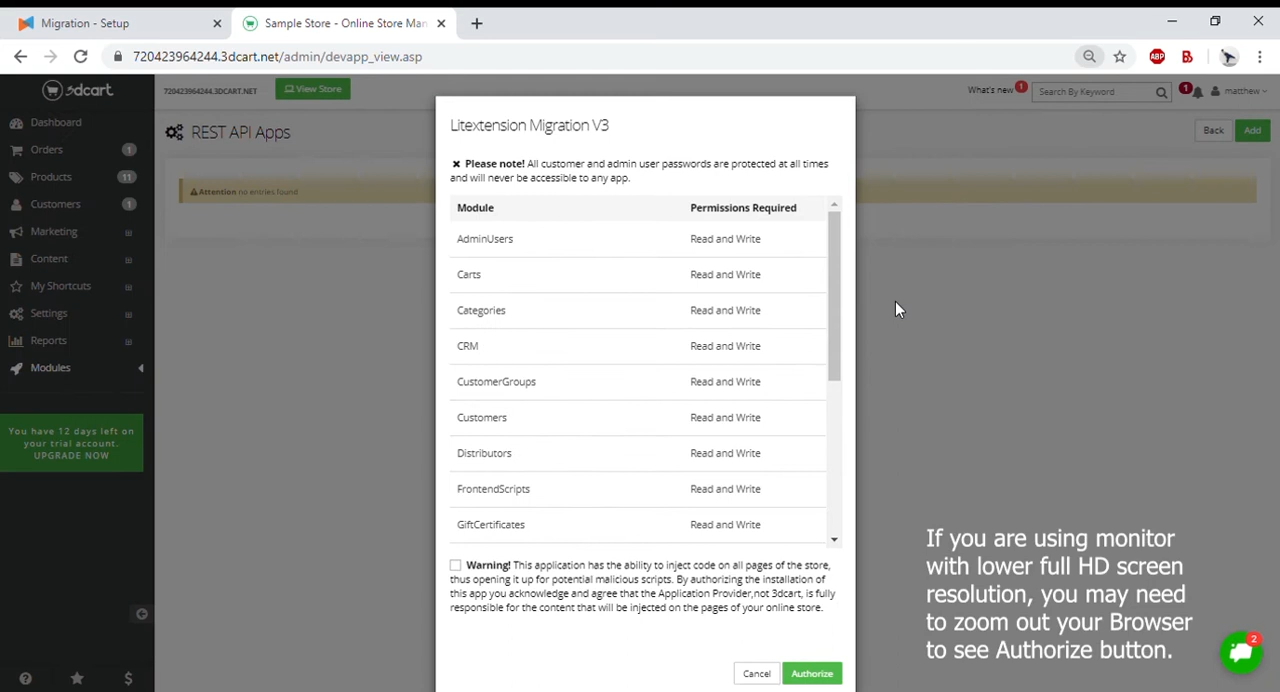 Migration - Setup
Sample Store - Online Store Man
720423964244.3dcart.net/admin/devapp_view.asp
ABP
B
3dcart
720423964244.3DCART.NET
View Store
What's new 1
Search By Keyword
1
matthew
Dashboard
Orders 1
Products 11
Customers 1
Marketing
Content
My Shortcuts
Settings
Reports
Modules
You have 12 days left on
your trial account.
UPGRADE NOW
REST API Apps
Back
Add
Attention no entries found
Litextension Migration V3
Please note! All customer and admin user passwords are protected at all times
and will never be accessible to any app.
Module Permissions Required
AdminUsers Read and Write
Carts Read and Write
Categories Read and Write
CRM Read and Write
CustomerGroups Read and Write
Customers Read and Write
Distributors Read and Write
FrontendScripts Read and Write
GiftCertificates Read and Write
Warning! This application has the ability to inject code on all pages of the store,
thus opening it up for potential malicious scripts. By authorizing the installation of
this app you acknowledge and agree that the Application Provider,not 3dcart, is fully
responsible for the content that will be injected on the pages of your online store.
Cancel
Authorize
If you are using monitor
with lower full HD screen
resolution, you may need
to zoom out your Browser
to see Authorize button.
2